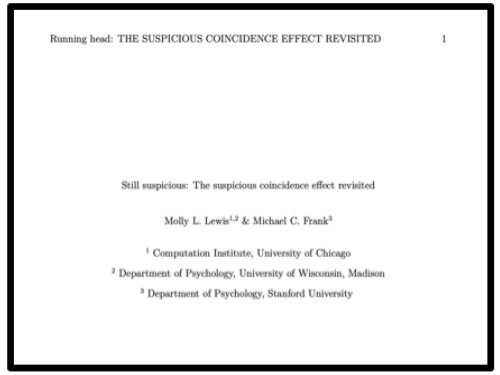 Running head: THE SUSPICIOUS COINCIDENCE EFFECT REVISITED 1
Still suspicious: The suspicious coincidence effect revisited
Molly L. Lewis¹,² & Michael C. Frank³
¹ Computation Institute, University of Chicago
² Department of Psychology, University of Wisconsin, Madison
³ Department of Psychology, Stanford University